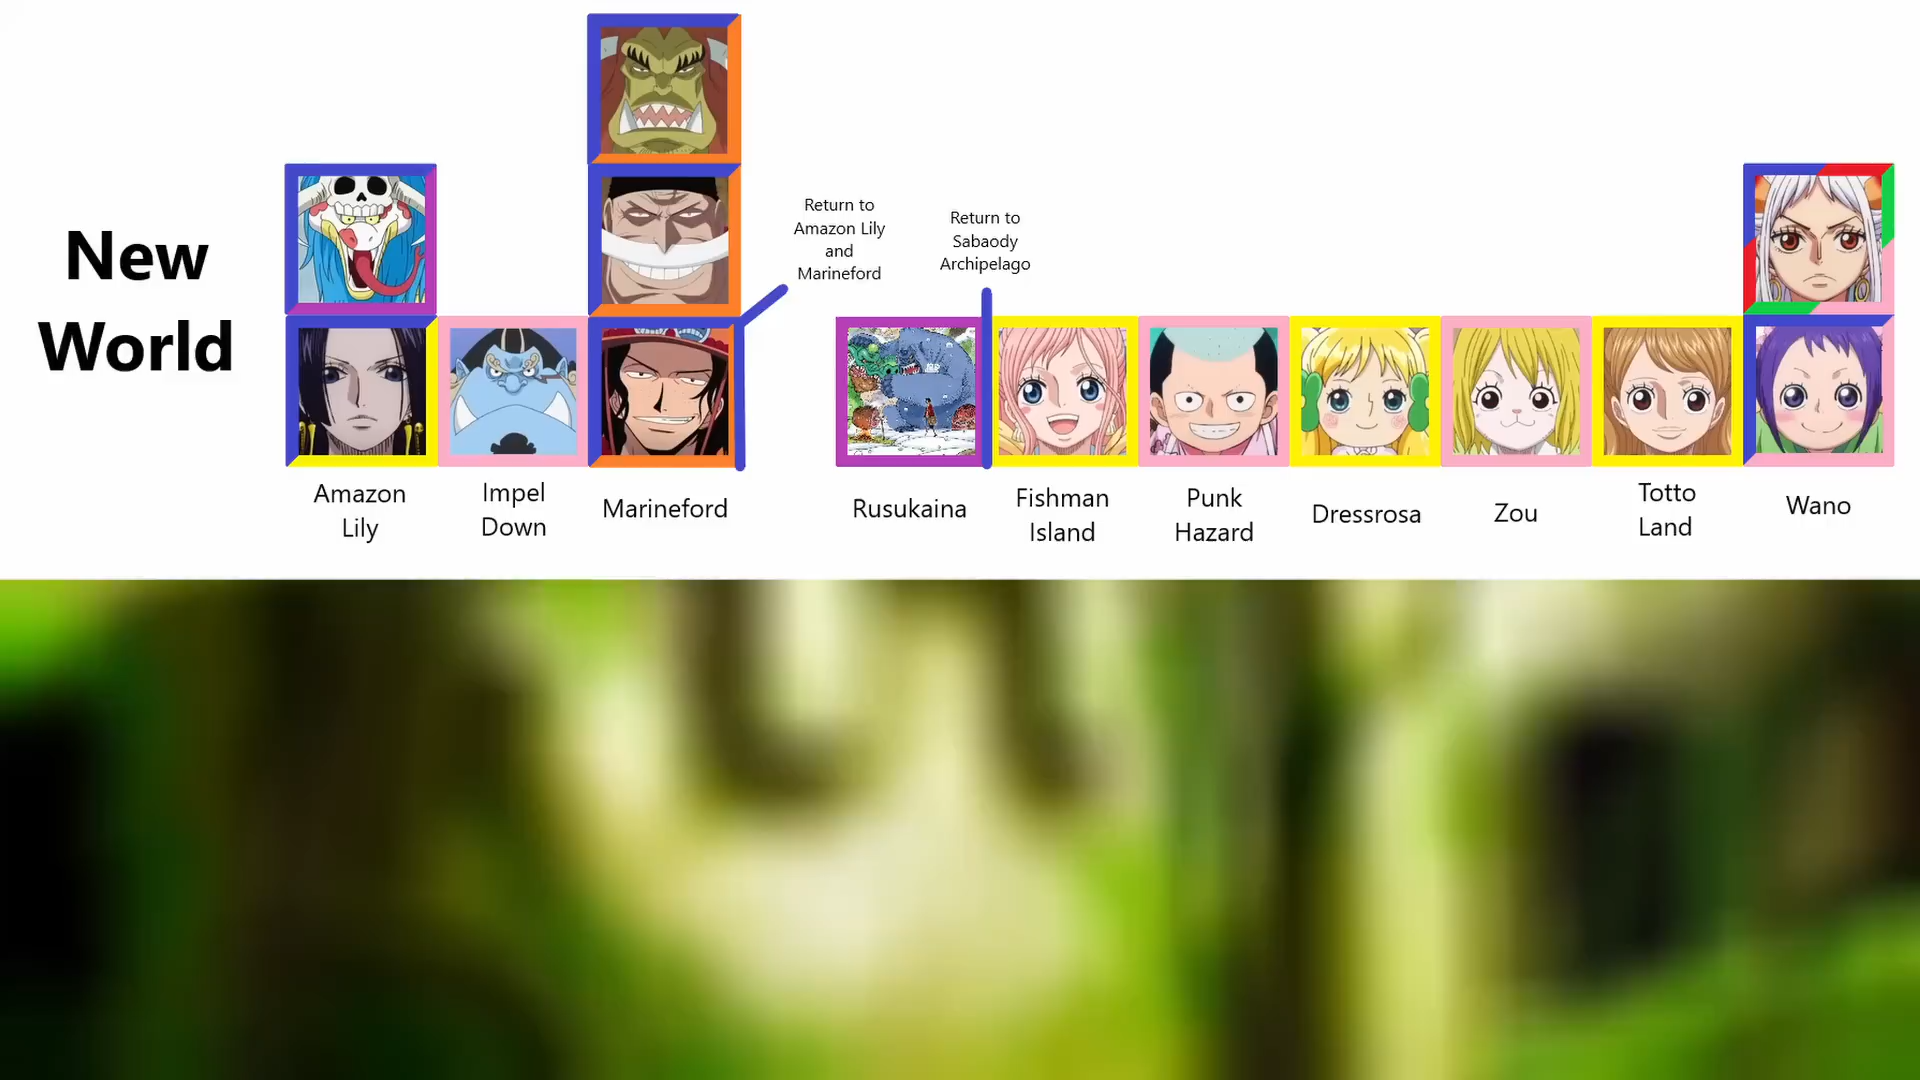 New
World
Return to
Amazon Lily
and
Marineford
Return to
Sabaody
Archipelago
Amazon
Lily
Impel
Down
Marineford
Rusukaina
Fishman
Island
Punk
Hazard
Dressrosa
Zou
Totto
Land
Wano